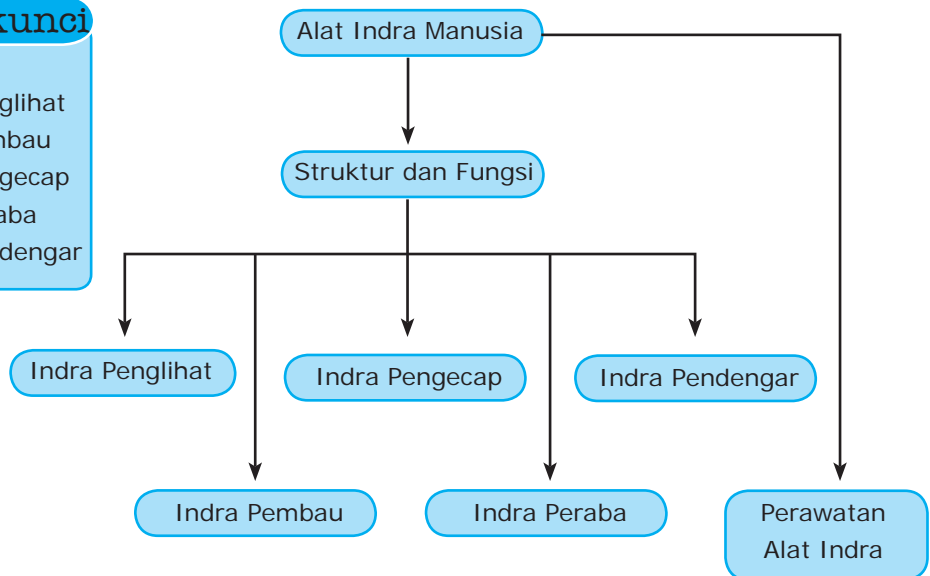 kunci
glihat
nbau
gecap
aba
dengar
Alat Indra Manusia
Struktur dan Fungsi
Indra Penglihat
Indra Pengecap
Indra Pendengar
Indra Pembau
Indra Peraba
Perawatan
Alat Indra